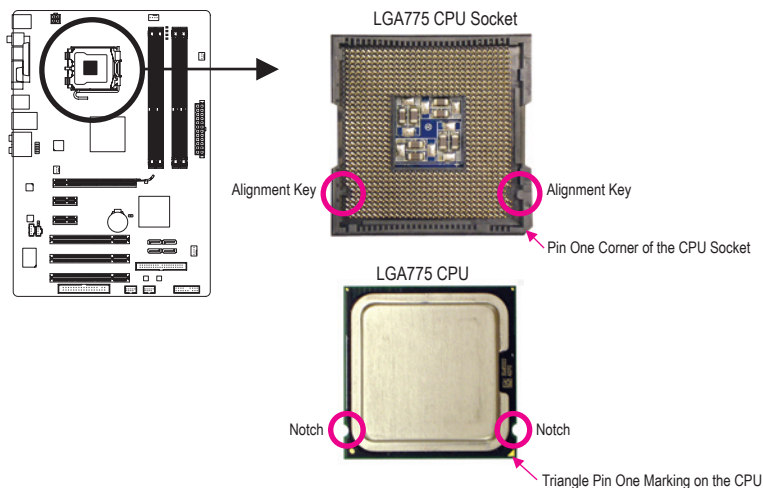 LGA775 CPU Socket
Alignment Key
Alignment Key
Pin One Corner of the CPU Socket
LGA775 CPU
Notch
Notch
Triangle Pin One Marking on the CPU